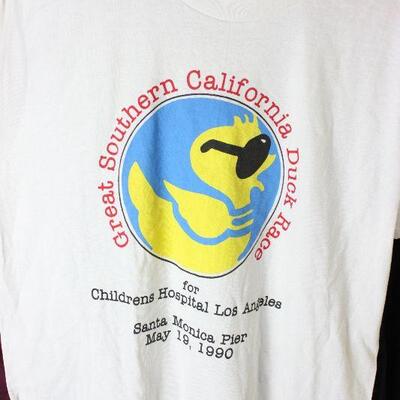 Great Southern California Duck Race
for
Childrens Hospital Los Angeles
Santa Monica Pier
May 19, 1990